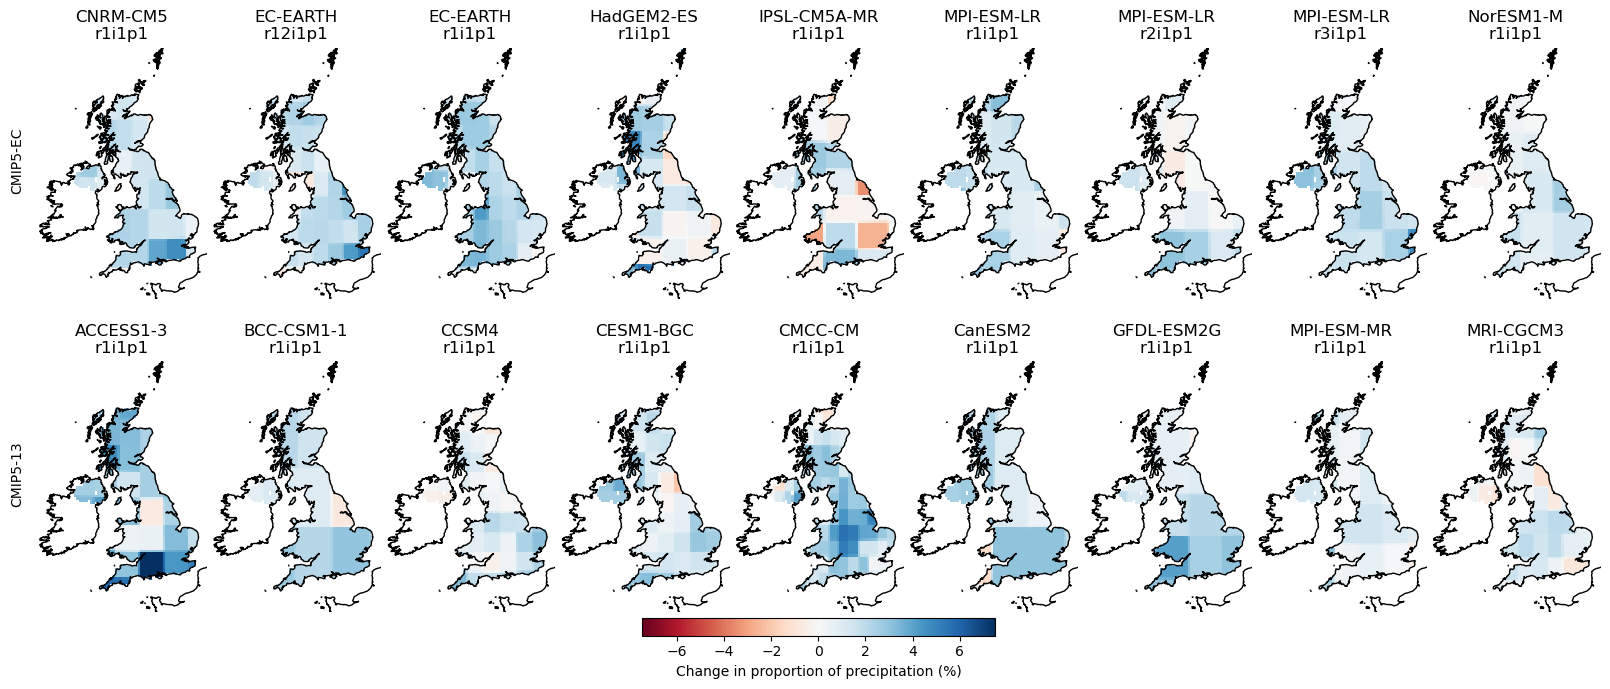 CNRM-CM5
r1i1p1
EC-EARTH
r12i1p1
EC-EARTH
r1i1p1
HadGEM2-ES
r1i1p1
IPSL-CM5A-MR
r1i1p1
MPI-ESM-LR
r1i1p1
MPI-ESM-LR
r2i1p1
MPI-ESM-LR
r3i1p1
NorESM1-M
r1i1p1
CMIP5-EC
ACCESS1-3
r1i1p1
BCC-CSM1-1
r1i1p1
CCSM4
r1i1p1
CESM1-BGC
r1i1p1
CMCC-CM
r1i1p1
CanESM2
r1i1p1
GFDL-ESM2G
r1i1p1
MPI-ESM-MR
r1i1p1
MRI-CGCM3
r1i1p1
CMIP5-13
−6 −4 −2 0 2 4 6
Change in proportion of precipitation (%)